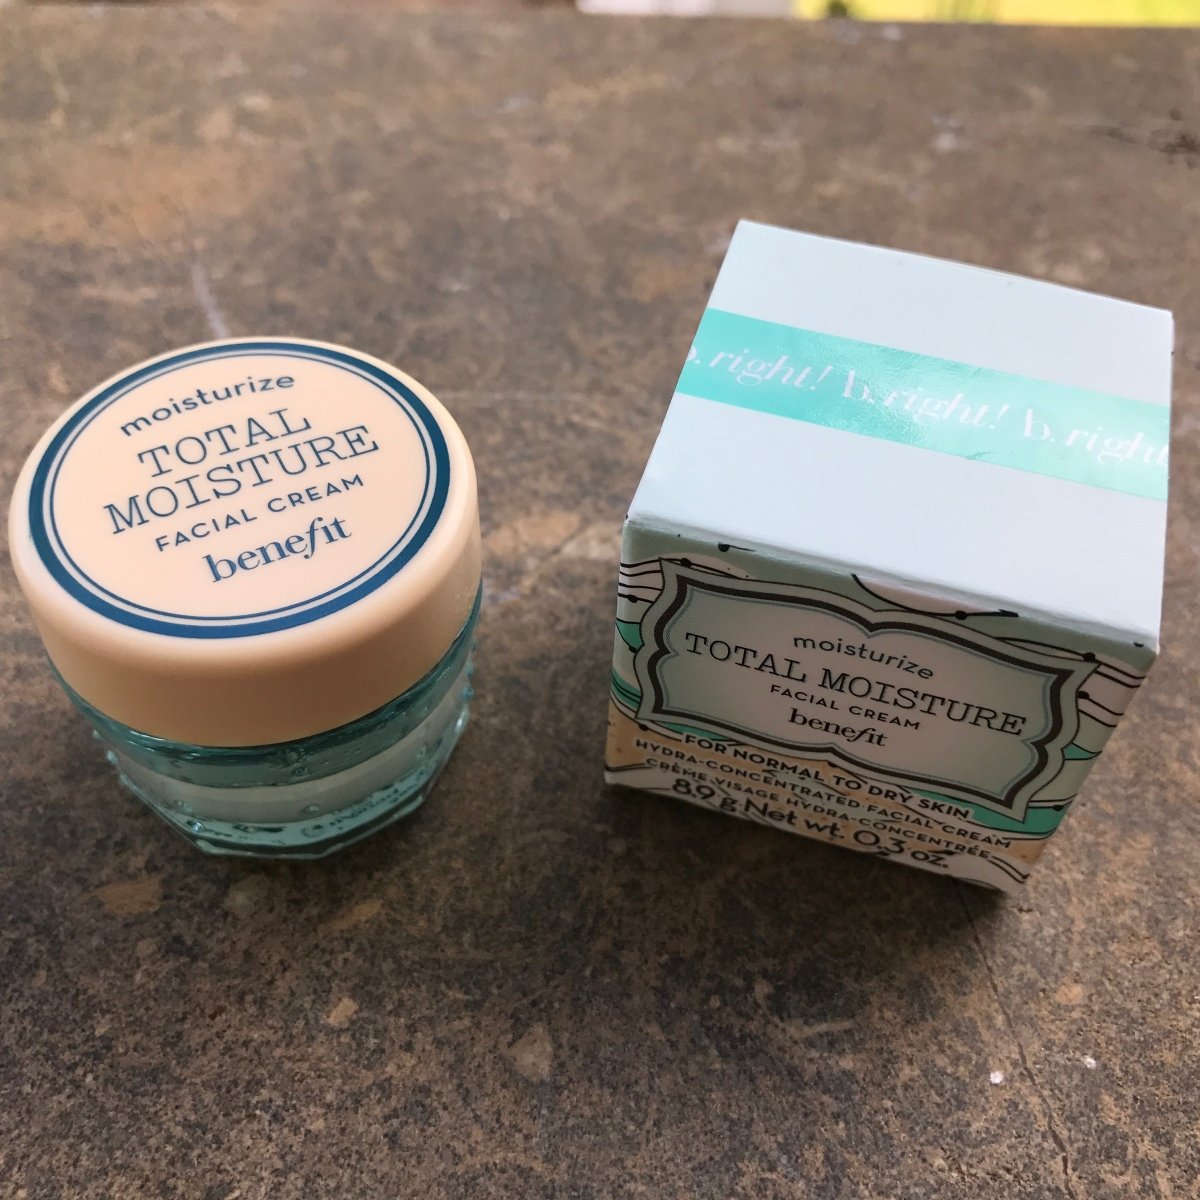 moisturize
TOTAL
MOISTURE
FACIAL CREAM
benefit
b. right! b. right! b. right
moisturize
TOTAL MOISTURE
FACIAL CREAM
benefit
FOR NORMAL TO DRY SKIN
HYDRA-CONCENTRATED FACIAL CREAM
CRÈME VISAGE HYDRA-CONCENTRÉE
8.9 g Net wt. 0.3 oz.